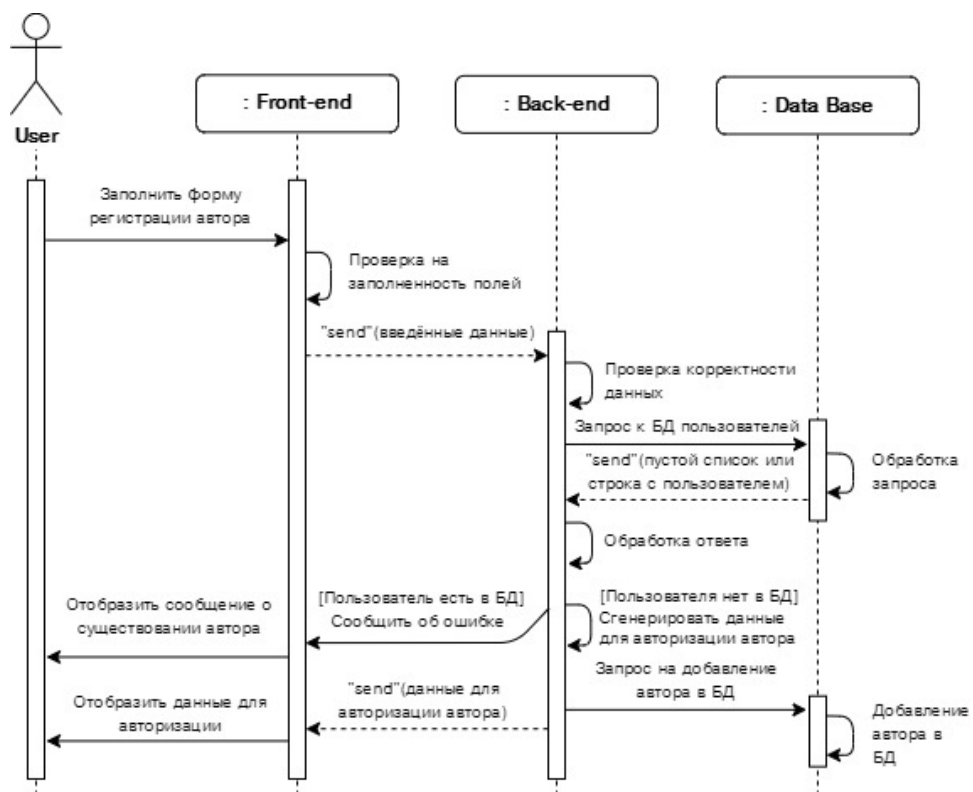 User
: Front-end
: Back-end
: Data Base
Заполнить форму
регистрации автора
Проверка на
заполненность полей
"send"(введённые данные)
Проверка корректности
данных
Запрос к БД пользователей
"send"(пустой список или
строка с пользователем)
Обработка
запроса
Обработка ответа
[Пользователь есть в БД]
Сообщить об ошибке
[Пользователя нет в БД]
Сгенерировать данные
для авторизации автора
Отобразить сообщение о
существовании автора
Запрос на добавление
автора в БД
"send"(данные для
авторизации автора)
Отобразить данные для
авторизации
Добавление
автора в
БД